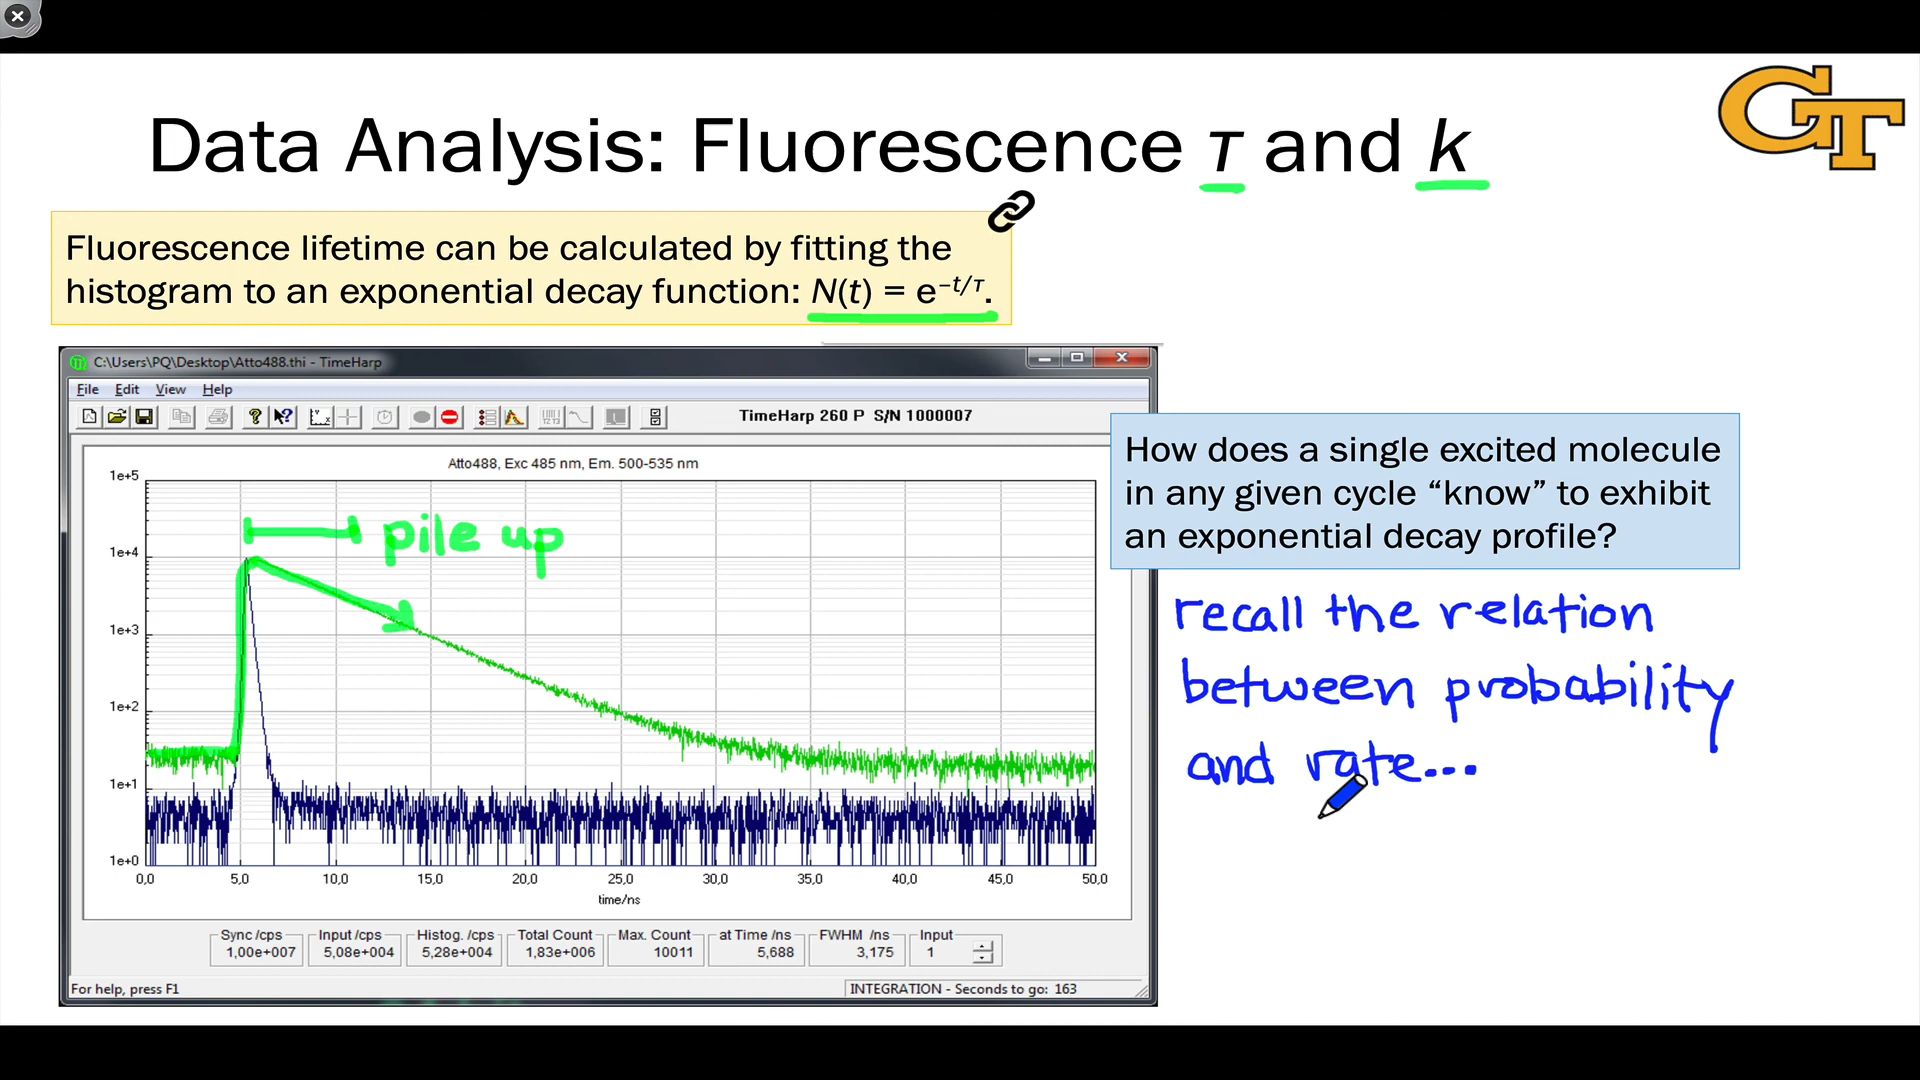 GT
Data Analysis: Fluorescence τ and k
Fluorescence lifetime can be calculated by fitting the
histogram to an exponential decay function: N(t) = e−t/τ.
C:\Users\PQ\Desktop\Atto488.thi - TimeHarp
File Edit View Help
TimeHarp 260 P S/N 1000007
Atto488, Exc 485 nm, Em. 500-535 nm
1e+5
1e+4
1e+3
1e+2
1e+1
1e+0
pile up
0,0 5,0 10,0 15,0 20,0 25,0 30,0 35,0 40,0 45,0 50,0
time/ns
Sync /cps Input /cps Histog. /cps Total Count Max. Count at Time /ns FWHM /ns Input
1,00e+007 5,08e+004 5,28e+004 1,83e+006 10011 5,688 3,175 1
For help, press F1 INTEGRATION - Seconds to go: 163
How does a single excited molecule
in any given cycle “know” to exhibit
an exponential decay profile?
recall the relation
between probability
and rate...